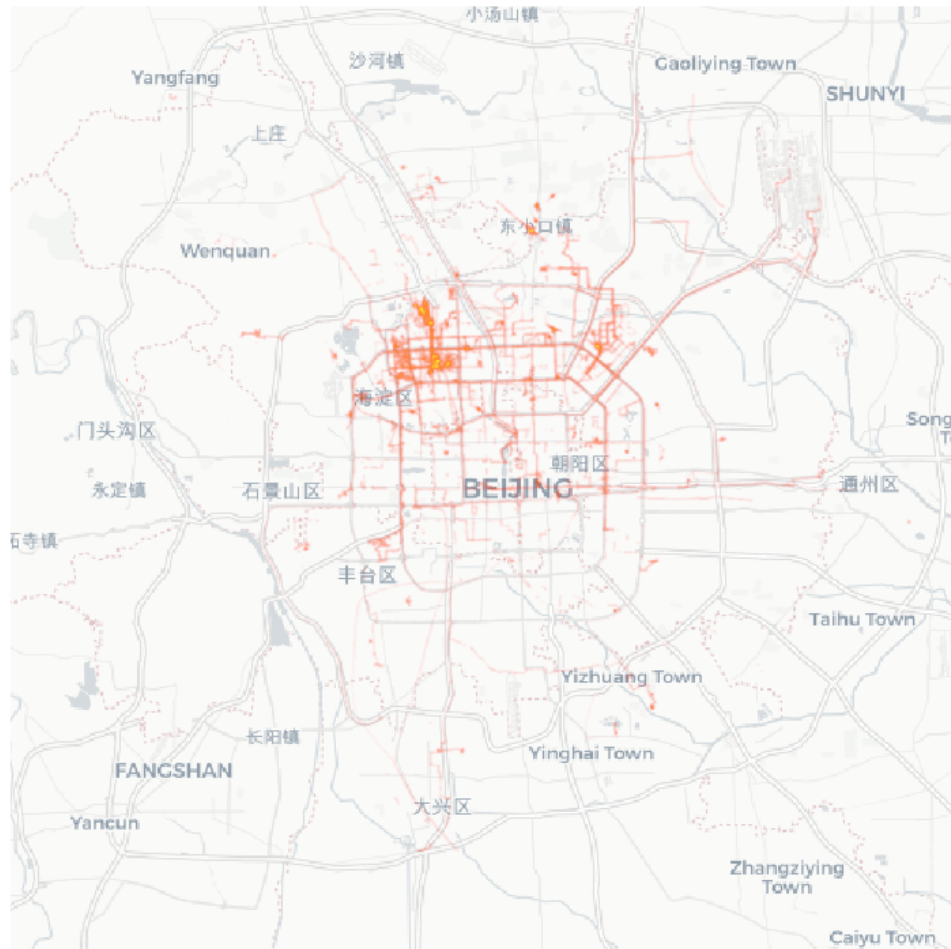 小汤山镇
沙河镇
Gaoliying Town
Yangfang
SHUNYI
上庄
东小口镇
Wenquan
海淀区
Song
To
门头沟区
朝阳区
永定镇
石景山区
BEIJING
通州区
石寺镇
丰台区
Taihu Town
Yizhuang Town
长阳镇
Yinghai Town
FANGSHAN
大兴区
Yancun
Zhangziying
Town
Caiyu Town